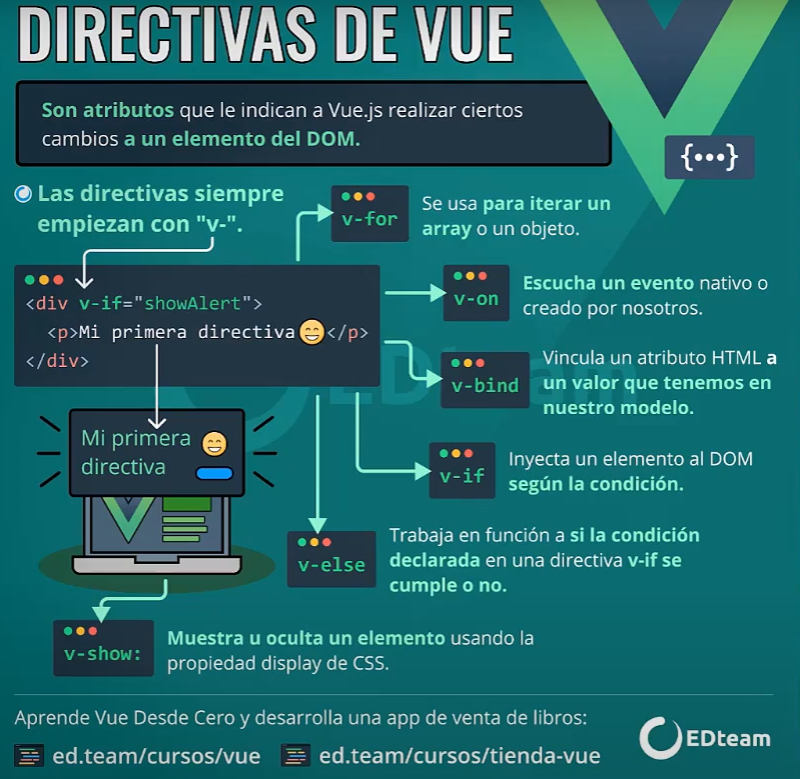 DIRECTIVAS DE VUE
Son atributos que le indican a Vue.js realizar ciertos
cambios a un elemento del DOM.
{•••}
Las directivas siempre
empiezan con "v-".
v-for
Se usa para iterar un
array o un objeto.
<div v-if="showAlert">
<p>Mi primera directiva😄</p>
</div>
v-on
Escucha un evento nativo o
creado por nosotros.
v-bind
Vincula un atributo HTML a
un valor que tenemos en
nuestro modelo.
EDteam
Mi primera
directiva
v-if
Inyecta un elemento al DOM
según la condición.
v-else
Trabaja en función a si la condición
declarada en una directiva v-if se
cumple o no.
v-show:
Muestra u oculta un elemento usando la
propiedad display de CSS.
Aprende Vue Desde Cero y desarrolla una app de venta de libros:
ed.team/cursos/vue
ed.team/cursos/tienda-vue
EDteam